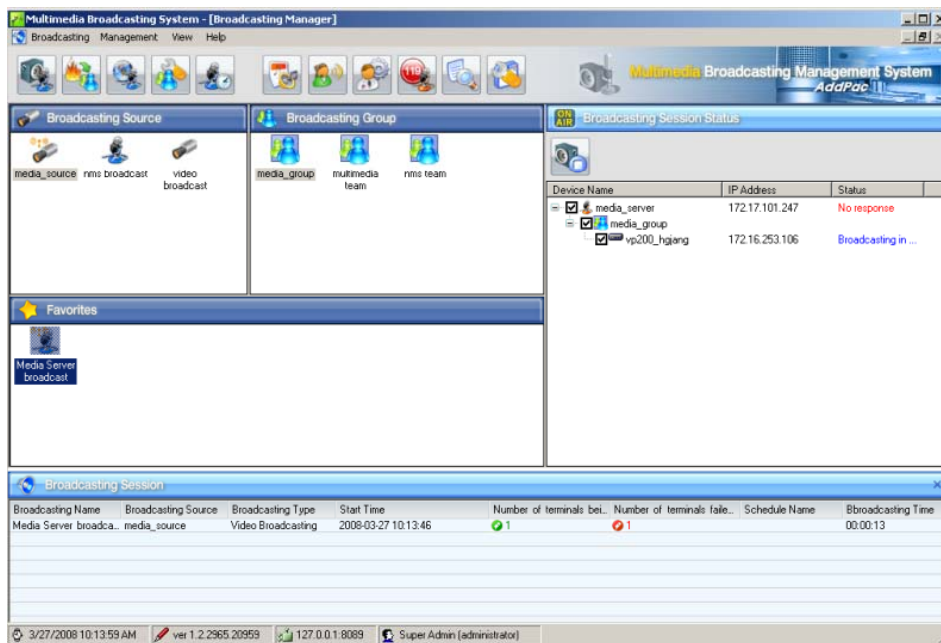 Multimedia Broadcasting System - [Broadcasting Manager]
Broadcasting Management View Help
119
Multimedia Broadcasting Management System
AddPac
Broadcasting Source
Broadcasting Group
ON AIR Broadcasting Session Status
media_source nms broadcast video broadcast
media_group multimedia team nms team
Device Name IP Address Status
media_server 172.17.101.247 No response
media_group
vp200_hgjang 172.16.253.106 Broadcasting in ...
Favorites
Media Server broadcast
Broadcasting Session
Broadcasting Name Broadcasting Source Broadcasting Type Start Time Number of terminals bei... Number of terminals faile... Schedule Name Bbroadcasting Time
Media Server broadca... media_source Video Broadcasting 2008-03-27 10:13:46 1 1 00:00:13
3/27/2008 10:13:59 AM ver 1.2.2965.20959 127.0.0.1:8089 Super Admin (administrator)